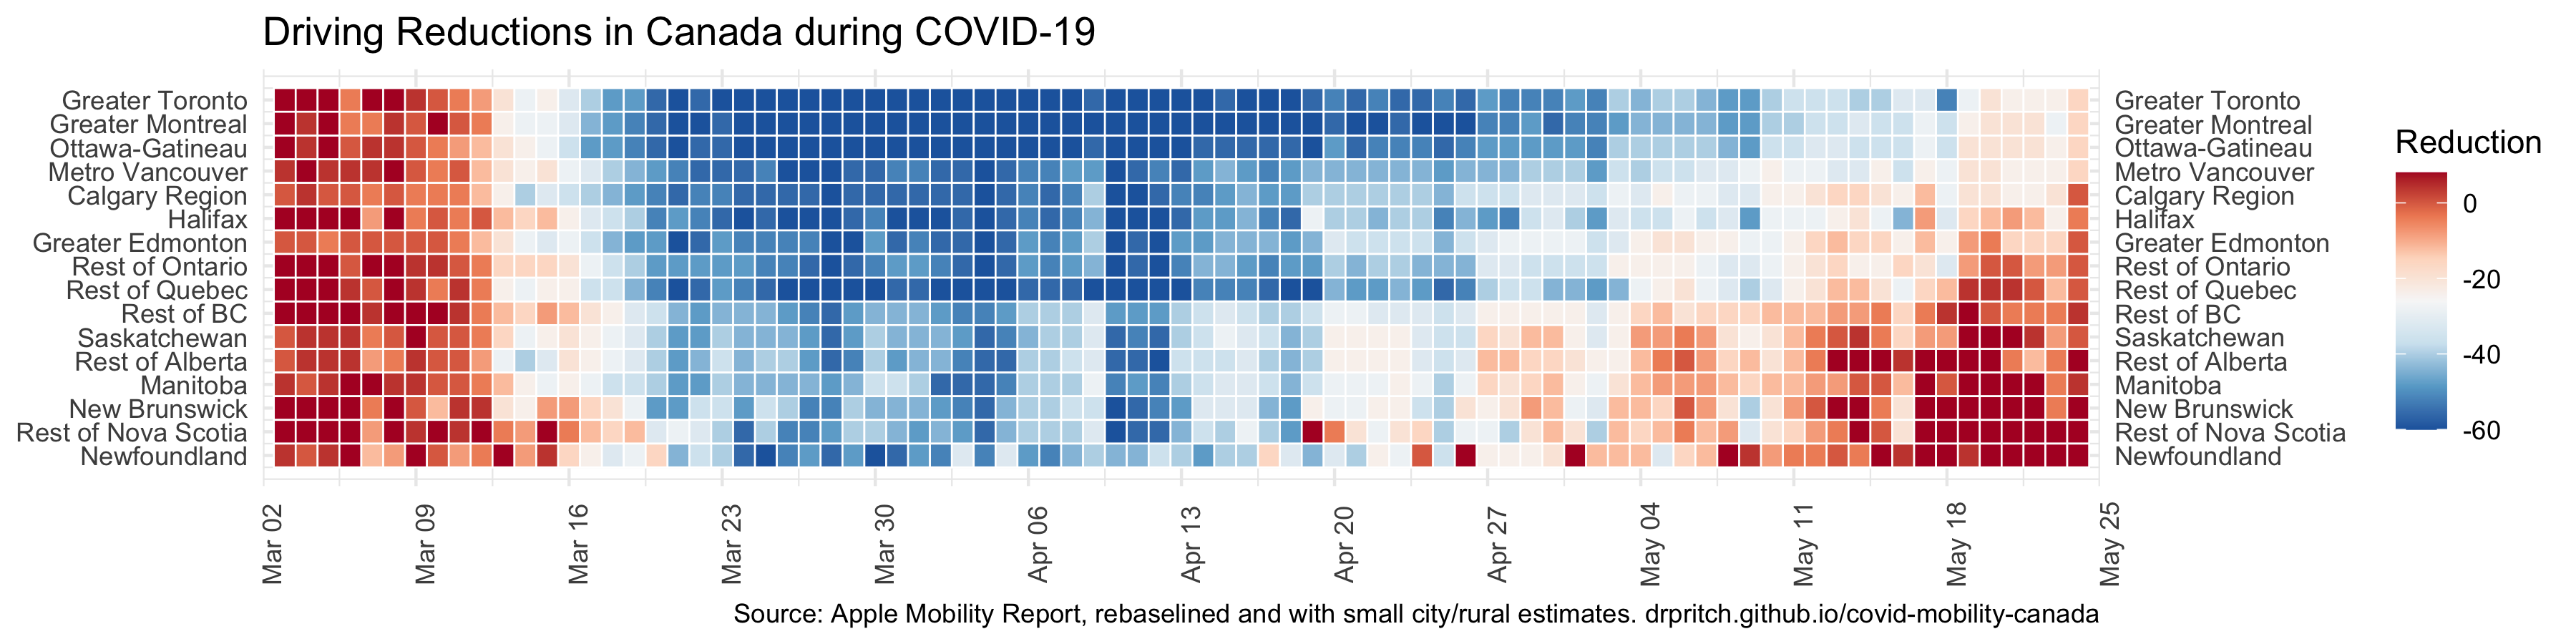 Driving Reductions in Canada during COVID-19
Greater Toronto
Greater Montreal
Ottawa-Gatineau
Metro Vancouver
Calgary Region
Halifax
Greater Edmonton
Rest of Ontario
Rest of Quebec
Rest of BC
Saskatchewan
Rest of Alberta
Manitoba
New Brunswick
Rest of Nova Scotia
Newfoundland
Greater Toronto
Greater Montreal
Ottawa-Gatineau
Metro Vancouver
Calgary Region
Halifax
Greater Edmonton
Rest of Ontario
Rest of Quebec
Rest of BC
Saskatchewan
Rest of Alberta
Manitoba
New Brunswick
Rest of Nova Scotia
Newfoundland
Reduction
0
-20
-40
-60
Mar 02
Mar 09
Mar 16
Mar 23
Mar 30
Apr 06
Apr 13
Apr 20
Apr 27
May 04
May 11
May 18
May 25
Source: Apple Mobility Report, rebaselined and with small city/rural estimates. drpritch.github.io/covid-mobility-canada